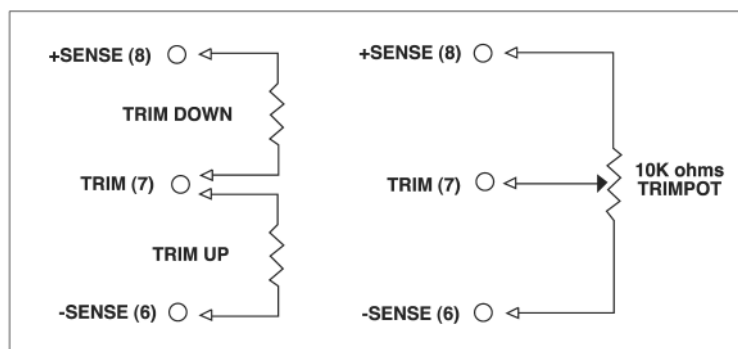 +SENSE (8)
TRIM DOWN
TRIM (7)
TRIM UP
-SENSE (6)
+SENSE (8)
TRIM (7)
10K ohms
TRIMPOT
-SENSE (6)